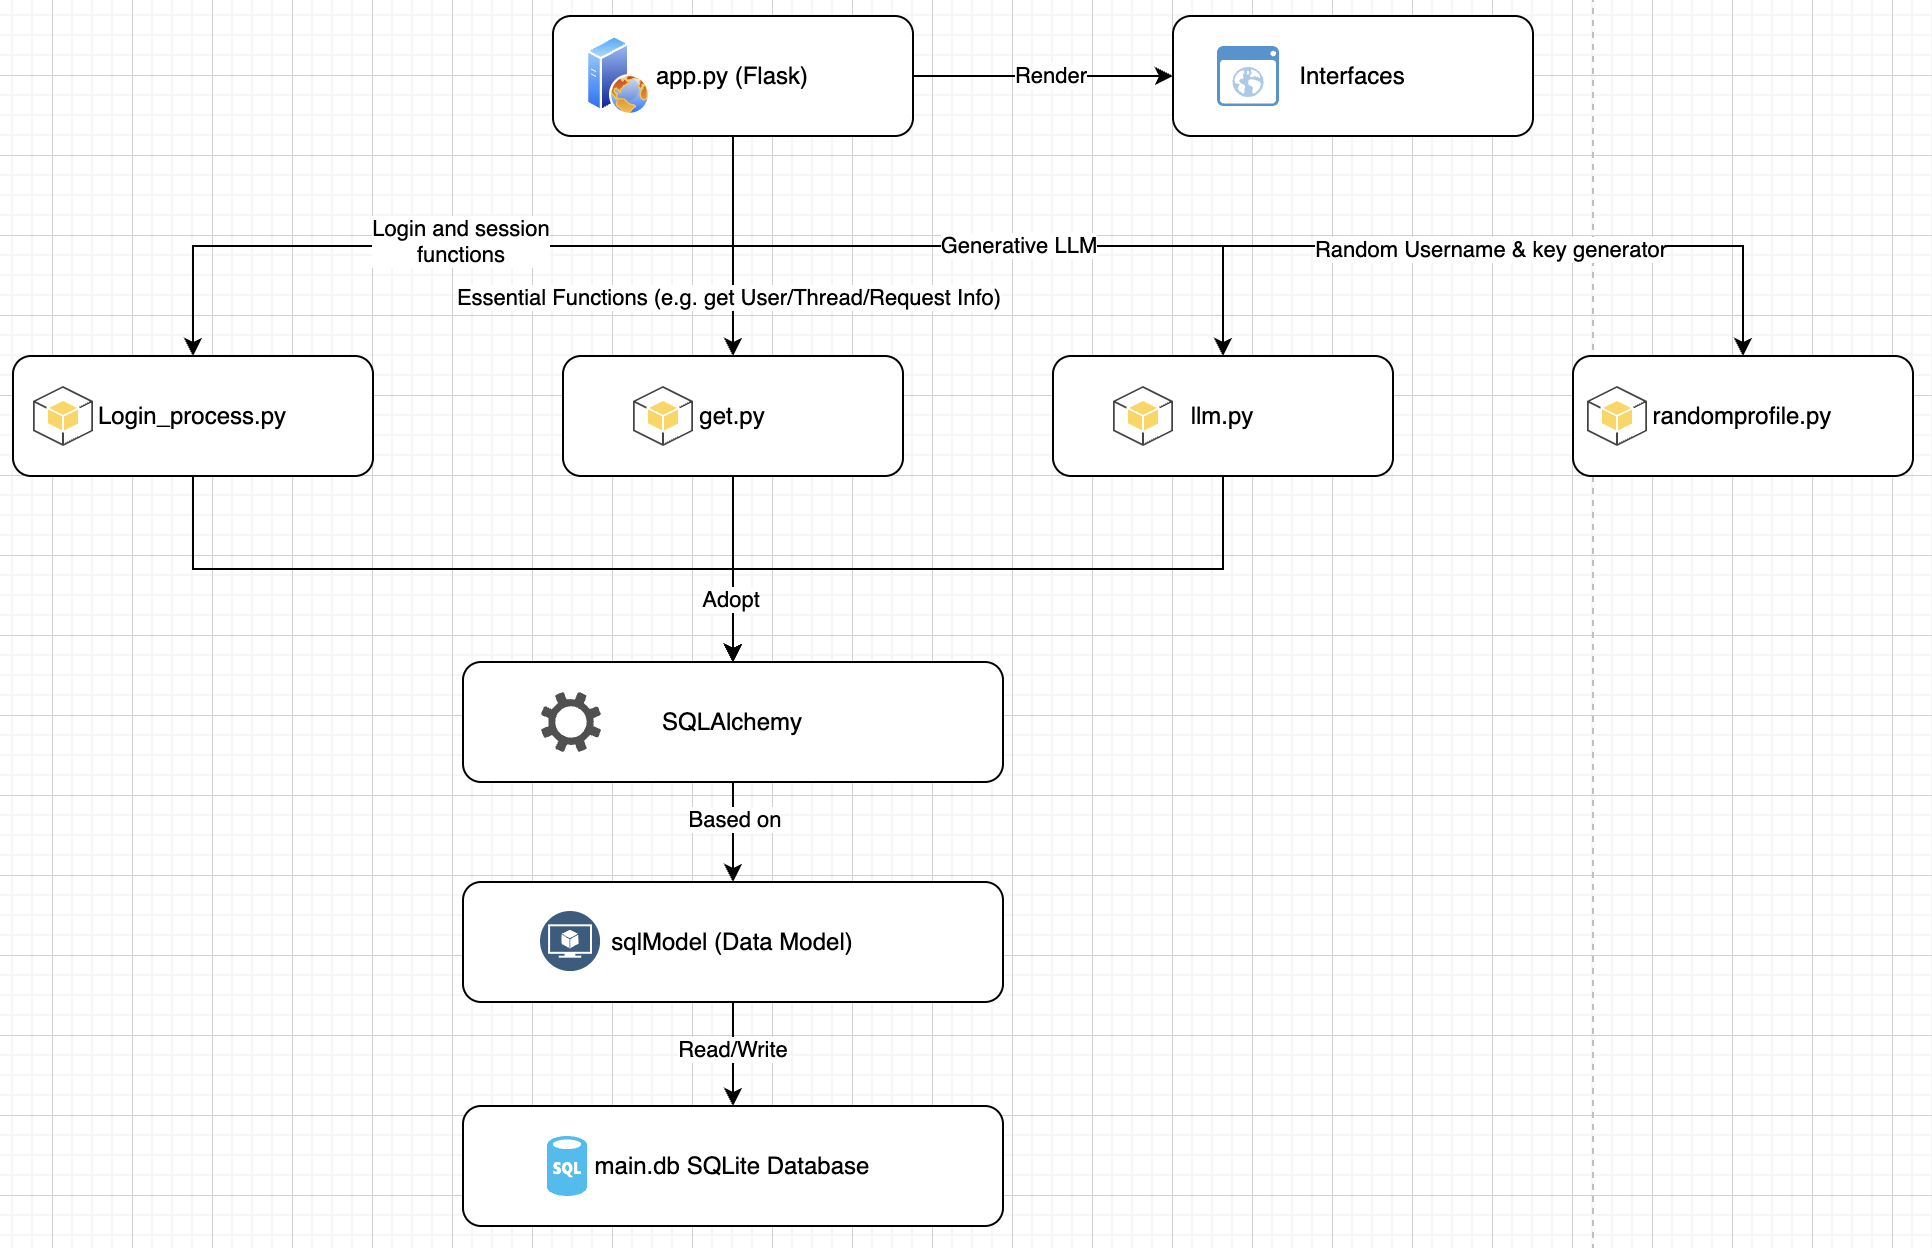 app.py (Flask)
Render
Interfaces
Login and session
functions
Generative LLM
Random Username & key generator
Essential Functions (e.g. get User/Thread/Request Info)
Login_process.py
get.py
llm.py
randomprofile.py
Adopt
SQLAlchemy
Based on
sqlModel (Data Model)
Read/Write
SQL
main.db SQLite Database